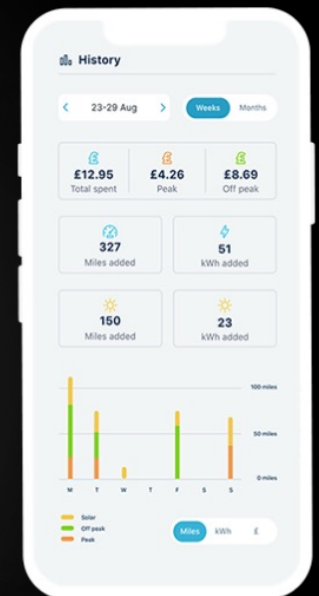 History
23-29 Aug
Weeks Months
£12.95 £4.26 £8.69
Total spent Peak Off peak
327 51
Miles added kWh added
150 23
Miles added kWh added
100 miles
50 miles
0 miles
M T W T F S S
Solar
Off peak
Peak
Miles kWh £